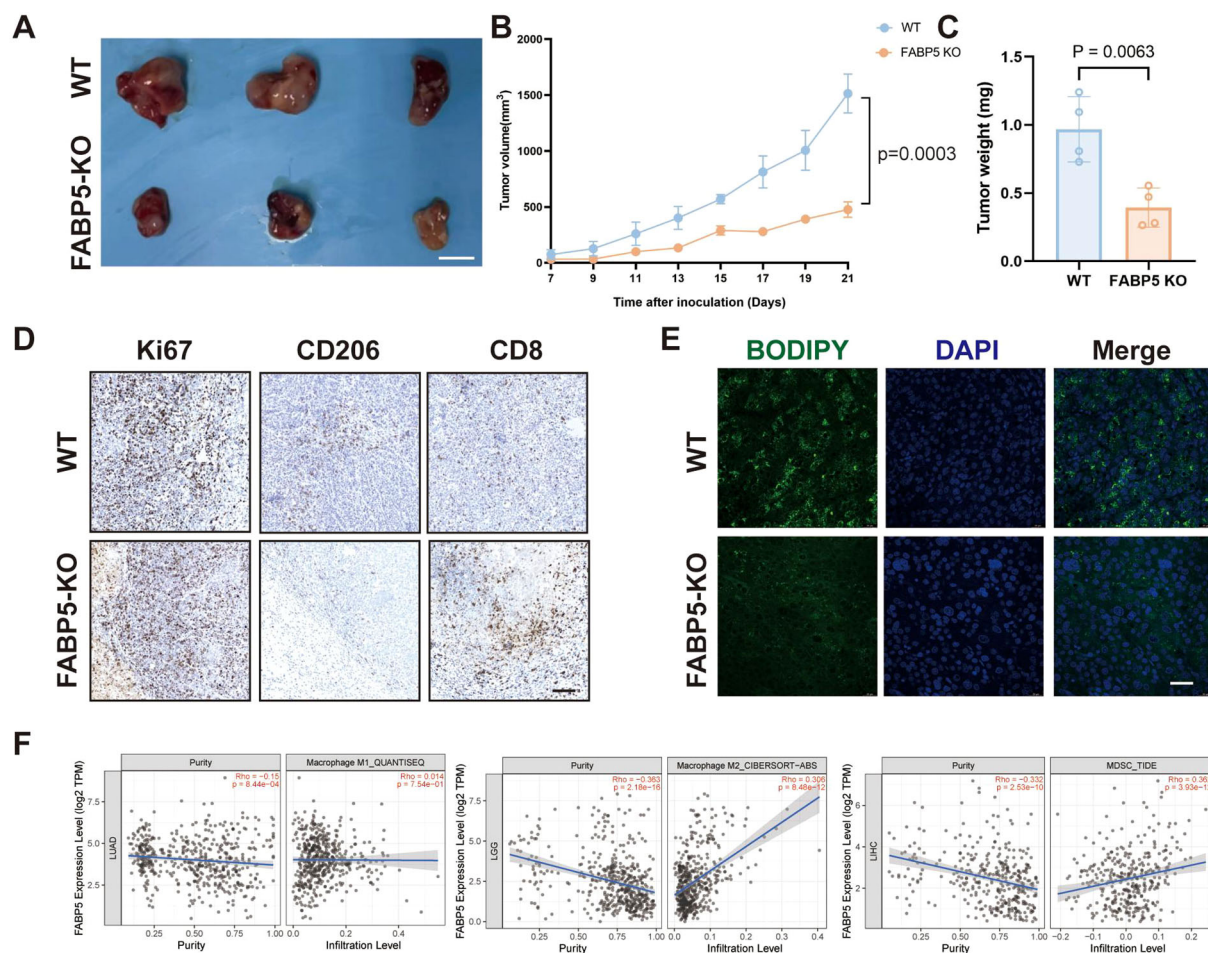 A
WT
FABP5-KO
B
Tumor volume(mm³)
2000
1500
1000
500
0
7 9 11 13 15 17 19 21
Time after inoculation (Days)
WT
FABP5 KO
p=0.0003
C
P = 0.0063
Tumor weight (mg)
1.5
1.0
0.5
0.0
WT FABP5 KO
D
Ki67 CD206 CD8
WT
FABP5-KO
E
BODIPY DAPI Merge
WT
FABP5-KO
F
FABP5 Expression Level (log2 TPM)
LUAD
7.5
5.0
2.5
Purity
Rho = −0.15
p = 8.44e−04
0.25 0.50 0.75 1.00
Purity
Macrophage M1_QUANTISEQ
Rho = 0.014
p = 7.54e−01
0.0 0.2 0.4
Infiltration Level
FABP5 Expression Level (log2 TPM)
LGG
7.5
5.0
2.5
0.0
Purity
Rho = −0.363
p = 2.18e−16
0.25 0.50 0.75 1.00
Purity
Macrophage M2_CIBERSORT−ABS
Rho = 0.306
p = 8.48e−12
0.0 0.1 0.2 0.3 0.4
Infiltration Level
FABP5 Expression Level (log2 TPM)
LIHC
6
4
2
Purity
Rho = −0.332
p = 2.53e−10
0.25 0.50 0.75 1.00
Purity
MDSC_TIDE
−0.2 −0.1 0.0 0.1 0.2
Infiltration Level